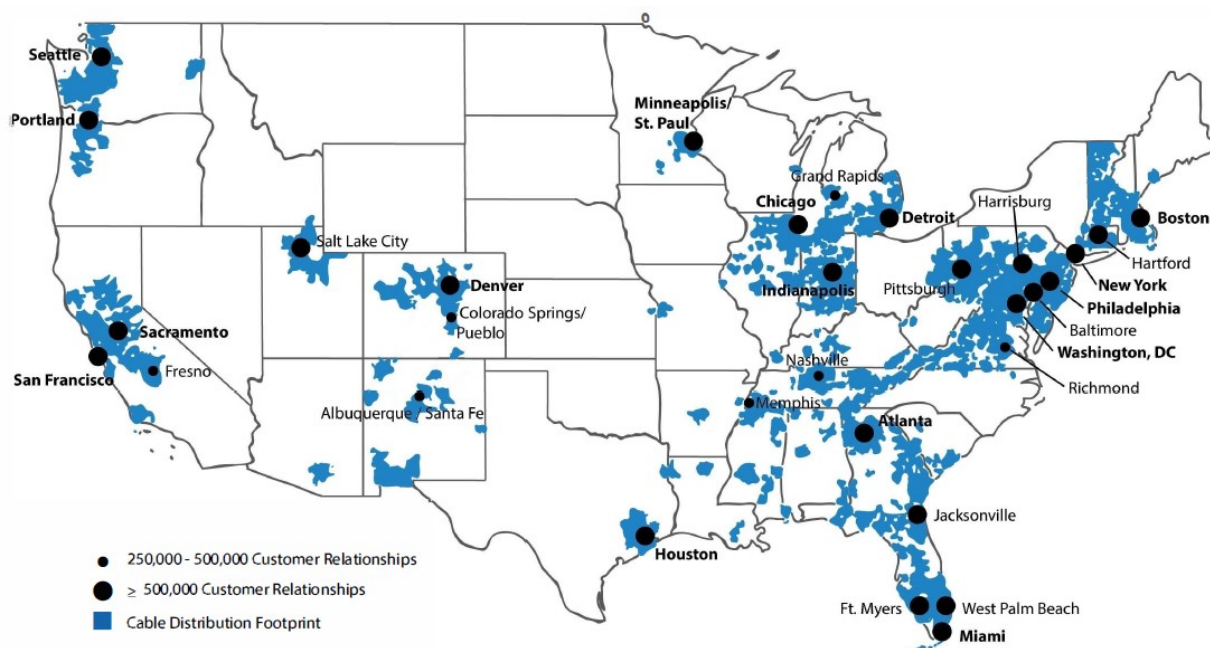 Seattle
Portland
Minneapolis/
St. Paul
Grand Rapids
Chicago
Detroit
Harrisburg
Boston
Salt Lake City
Hartford
Denver
Indianapolis
Pittsburgh
New York
Philadelphia
Colorado Springs/
Pueblo
Baltimore
Sacramento
Washington, DC
San Francisco
Fresno
Nashville
Richmond
Albuquerque / Santa Fe
Memphis
Atlanta
Jacksonville
Houston
250,000 - 500,000 Customer Relationships
≥ 500,000 Customer Relationships
Cable Distribution Footprint
Ft. Myers
West Palm Beach
Miami